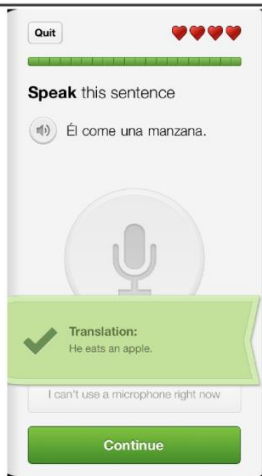 Quit
Speak this sentence
Él come una manzana.
Translation:
He eats an apple.
I can't use a microphone right now
Continue